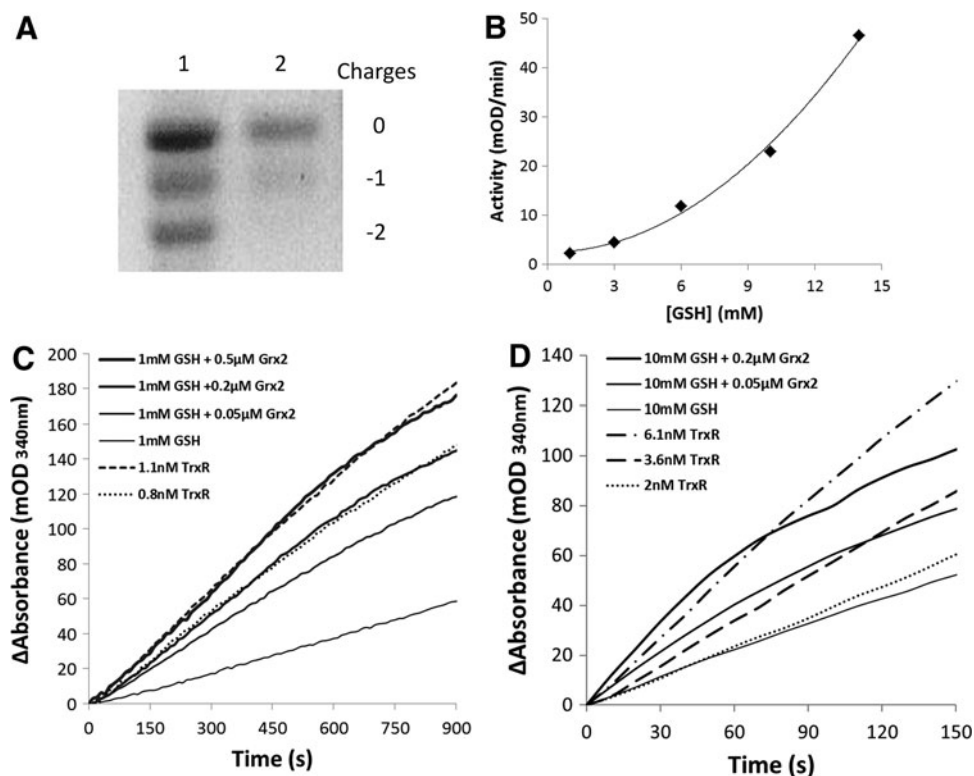 A
1 2 Charges
0
-1
-2
B
Activity (mOD/min)
50
40
30
20
10
0
0 3 6 9 12 15
[GSH] (mM)
C
ΔAbsorbance (mOD 340nm)
200
180
160
140
120
100
80
60
40
20
0
1mM GSH + 0.5µM Grx2
1mM GSH +0.2µM Grx2
1mM GSH + 0.05µM Grx2
1mM GSH
1.1nM TrxR
0.8nM TrxR
0 150 300 450 600 750 900
Time (s)
D
ΔAbsorbance (mOD 340nm)
140
120
100
80
60
40
20
0
10mM GSH + 0.2µM Grx2
10mM GSH + 0.05µM Grx2
10mM GSH
6.1nM TrxR
3.6nM TrxR
2nM TrxR
0 30 60 90 120 150
Time (s)